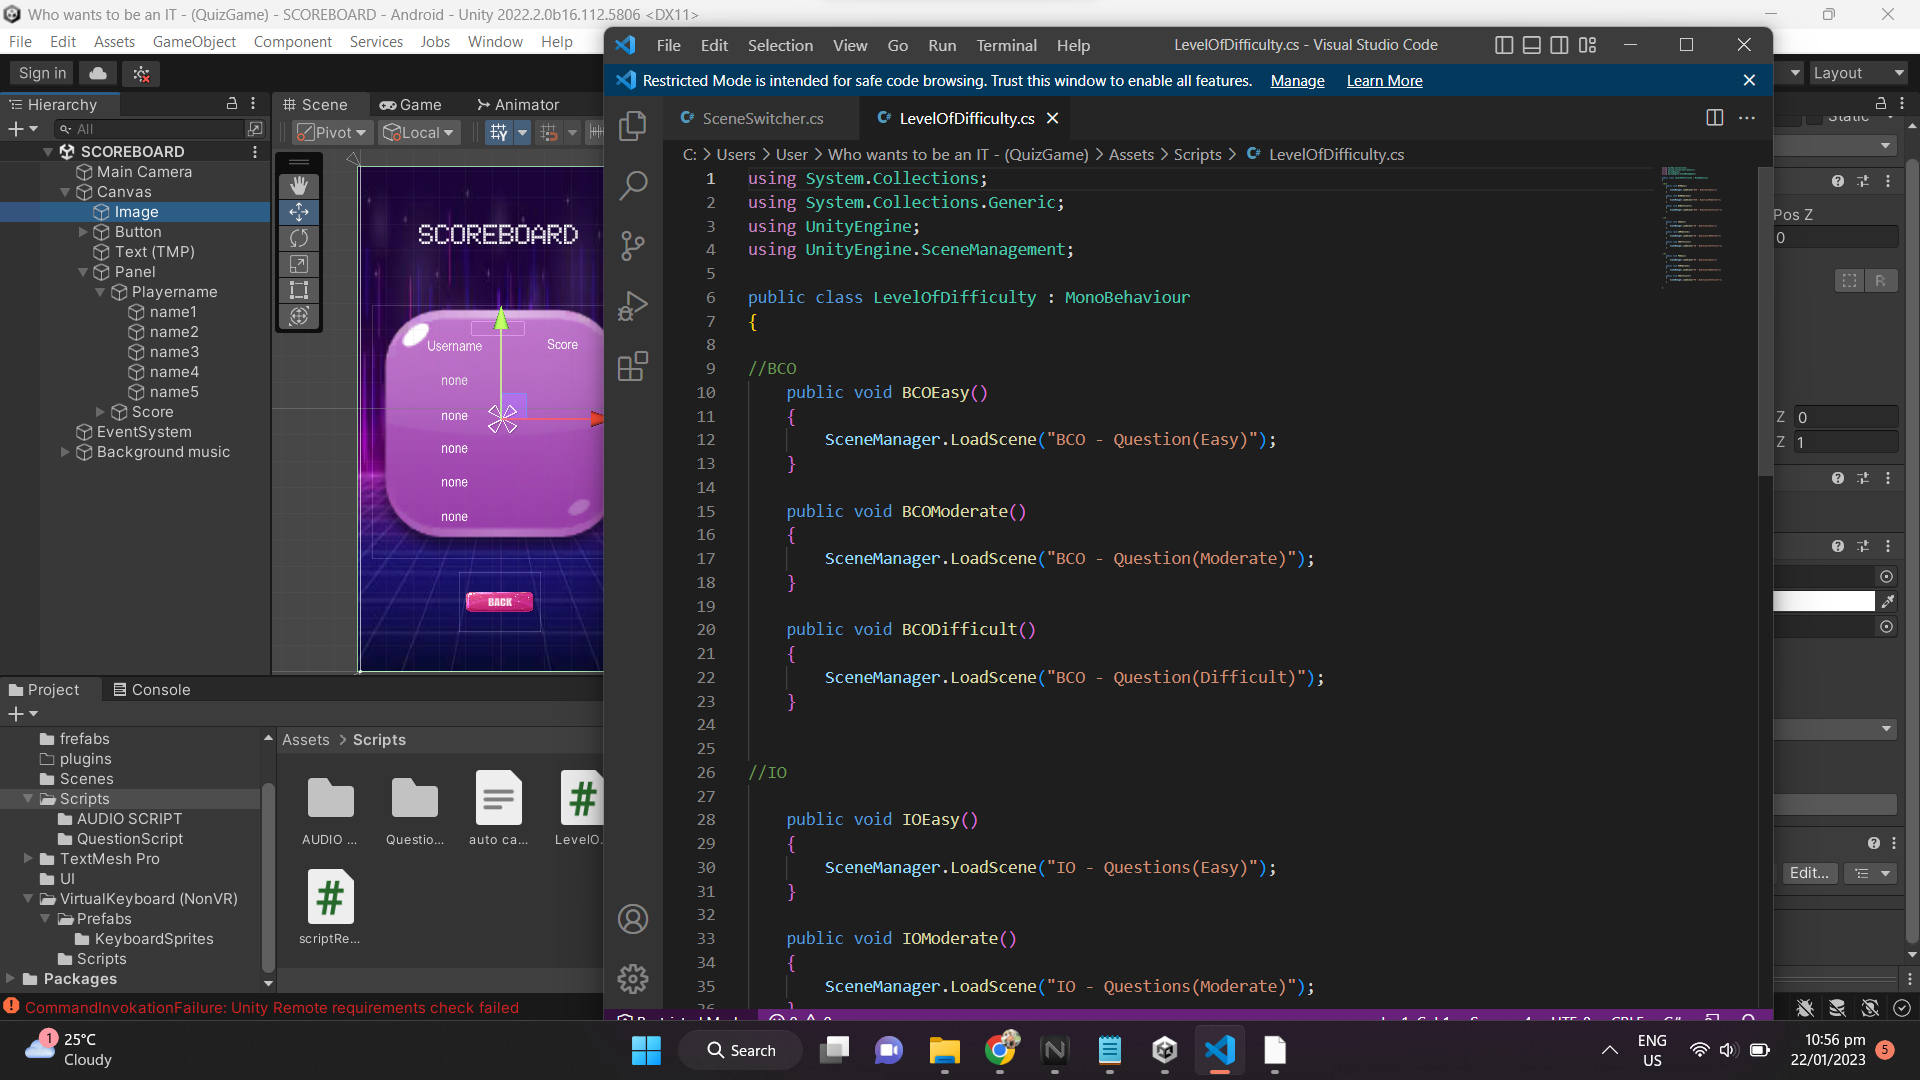 Who wants to be an IT - (QuizGame) - SCOREBOARD - Android - Unity 2022.2.0b16.112.5806 <DX11>
File Edit Assets GameObject Component Services Jobs Window Help
Sign in
Layout
Hierarchy
All
SCOREBOARD
Main Camera
Canvas
Image
Button
Text (TMP)
Panel
Playername
name1
name2
name3
name4
name5
Score
EventSystem
Background music
Scene Game Animator
Pivot Local
SCOREBOARD
Username Score
none
none
none
none
none
BACK
Project Console
frefabs
plugins
Scenes
Scripts
AUDIO SCRIPT
QuestionScript
TextMesh Pro
UI
VirtualKeyboard (NonVR)
Prefabs
KeyboardSprites
Scripts
Packages
Assets > Scripts
AUDIO ... Questio... auto ca... LevelO..
scriptRe...
CommandInvokationFailure: Unity Remote requirements check failed
File Edit Selection View Go Run Terminal Help
LevelOfDifficulty.cs - Visual Studio Code
Restricted Mode is intended for safe code browsing. Trust this window to enable all features. Manage Learn More
SceneSwitcher.cs LevelOfDifficulty.cs
C: > Users > User > Who wants to be an IT - (QuizGame) > Assets > Scripts > LevelOfDifficulty.cs
1 using System.Collections;
2 using System.Collections.Generic;
3 using UnityEngine;
4 using UnityEngine.SceneManagement;
5
6 public class LevelOfDifficulty : MonoBehaviour
7 {
8
9 //BCO
10 public void BCOEasy()
11 {
12 SceneManager.LoadScene("BCO - Question(Easy)");
13 }
14
15 public void BCOModerate()
16 {
17 SceneManager.LoadScene("BCO - Question(Moderate)");
18 }
19
20 public void BCODifficult()
21 {
22 SceneManager.LoadScene("BCO - Question(Difficult)");
23 }
24
25
26 //IO
27
28 public void IOEasy()
29 {
30 SceneManager.LoadScene("IO - Questions(Easy)");
31 }
32
33 public void IOModerate()
34 {
35 SceneManager.LoadScene("IO - Questions(Moderate)");
Pos Z
0
R
Z 0
Z 1
Edit...
1
25°C
Cloudy
Search
ENG
US
10:56 pm
22/01/2023
5